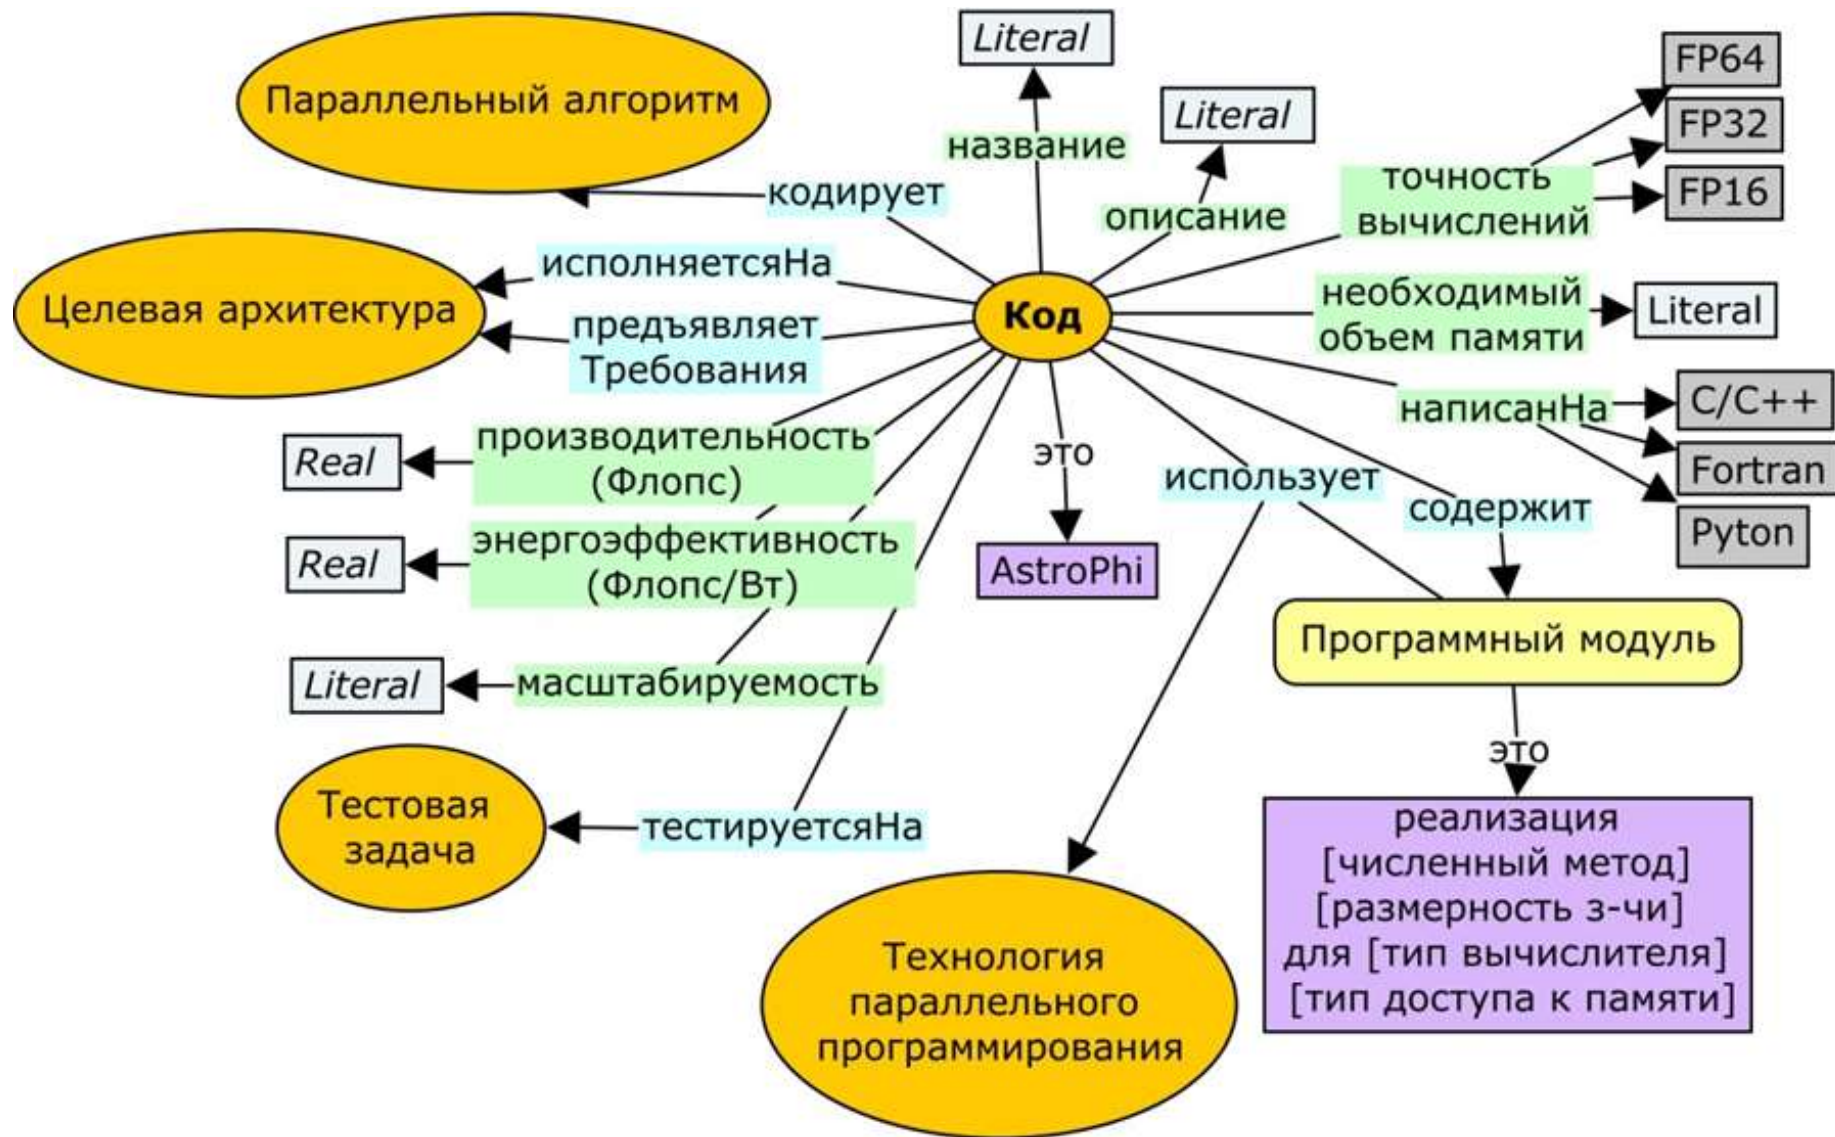 Literal
FP64
Параллельный алгоритм
Literal
FP32
название
точность
вычислений
FP16
кодирует
описание
исполняетсяНа
Целевая архитектура
Код
необходимый
объем памяти
Literal
предъявляет
Требования
C/C++
написанНа
производительность
(Флопс)
Real
это
использует
Fortran
содержит
Pyton
энергоэффективность
(Флопс/Вт)
Real
AstroPhi
Программный модуль
Literal
масштабируемость
это
Тестовая
задача
тестируетсяНа
реализация
[численный метод]
[размерность з-чи]
для [тип вычислителя]
[тип доступа к памяти]
Технология
параллельного
программирования